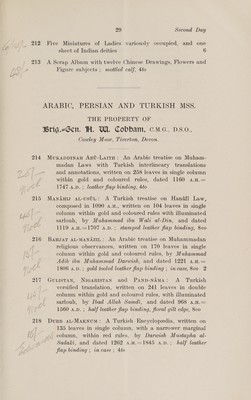 29
Second Day
212 Five Miniatures of Ladies variously occupied, and one
sheet of Indian deities 6
213 A Scrap Album with twelve Chinese Drawings, Flowers and
Figure subjects; mottled calf, 4to
ARABIC, PERSIAN AND TURKISH MSS.
THE PROPERTY OF
Brig.-Gen. H. W. Cobham, C.M.G., D.S.O.,
Cowley Moor, Tiverton, Devon.
214 MUKADDIMAH ABŪ-LAITH: An Arabic treatise on Muham-
madan Laws with Turkish interlineary translations
and annotations, written on 259 leaves in single column
within gold and coloured rules, dated 1160 A.H.=
1747 A.D.; leather flap binding, 4to
215 MANĀHIJ AL-USŪL: A Turkish treatise on Hanāfī Law,
composed in 1090 A.H., written on 104 leaves in single
column within gold and coloured rules with illuminated
outbah, by Muhammad ibn Wali al-Din, and dated
1119 A.H.=1707 A.D.; stamped leather flap binding, 8vo
216 BAHJAT AL-MANĀZIL: An Arabic treatise on Muhammadan
religious observances, written on 170 leaves in single
column within gold and coloured rules, by Muhammad
Adib ibn Muhammad Darwish, and dated 1221 A.H.=
1806 A.D.; gold tooled leather flap binding; in case, 8vo 2
217 GULISTAN, NIGARISTAN and PAND-NĀMA: A Turkish
versified translation, written on 241 leaves in double
column within gold and coloured rules, with illuminated
outbah, by Ibad Allah Samdi, and dated 968 A.H.=
1560 A.D.; half leather flap binding, floral pill edge, 8vo
218 DURR AL-MAKNUN: A Turkish Encyclopædia, written on
135 leaves in single column, with a narrower marginal
column, within red rules, by Darwish Mustapha al-
Sadali, and dated 1262 A.H.=1845 A.D.; half leather
flap binding; in case; 4to